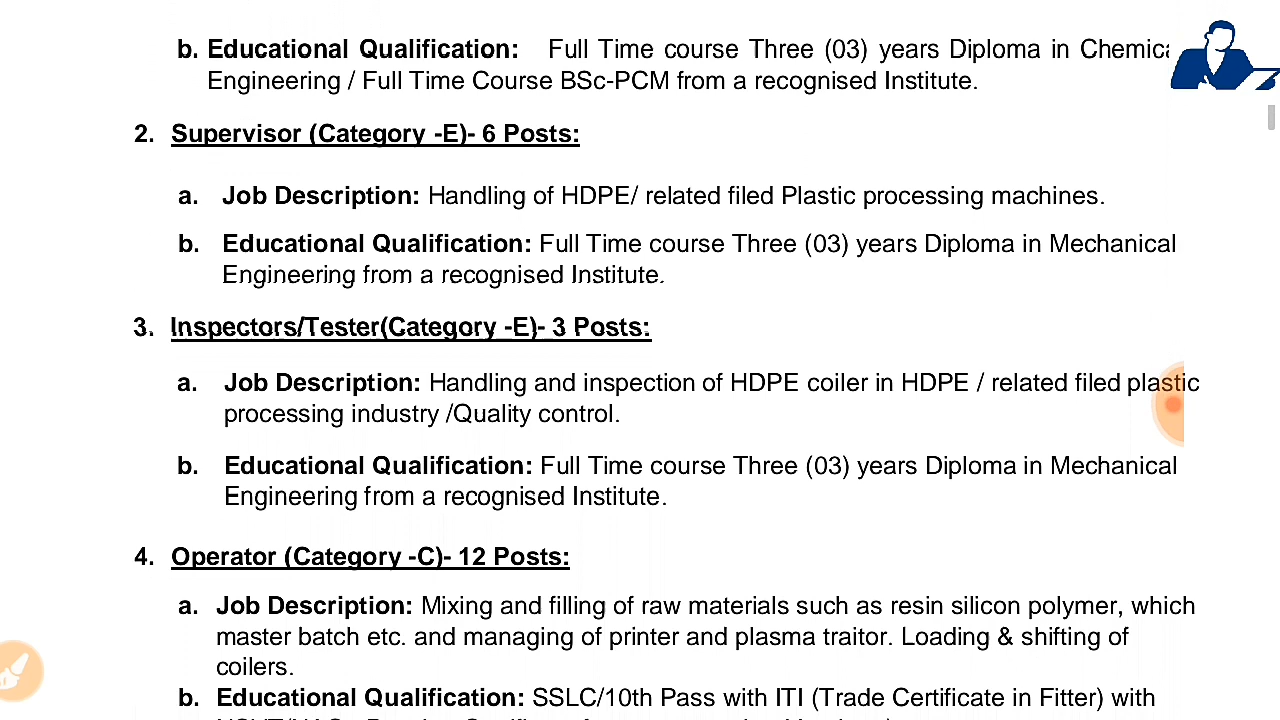 b. Educational Qualification: Full Time course Three (03) years Diploma in
Engineering / Full Time Course BSc-PCM from a recognised Institute.
2. Supervisor (Category -E)- 6 Posts:
a. Job Description: Handling of HDPE/ related filed Plastic processing machines.
b. Educational Qualification: Full Time course Three (03) years Diploma in Mechanical
Engineering from a recognised Institute.
3. Inspectors/Tester(Category -E)- 3 Posts:
a. Job Description: Handling and inspection of HDPE coiler in HDPE / related filed plastic
processing industry /Quality control.
b. Educational Qualification: Full Time course Three (03) years Diploma in Mechanical
Engineering from a recognised Institute.
4. Operator (Category -C)- 12 Posts:
a. Job Description: Mixing and filling of raw materials such as resin silicon polymer, which
master batch etc. and managing of printer and plasma traitor. Loading & shifting of
coilers.
b. Educational Qualification: SSLC/10th Pass with ITI (Trade Certificate in Fitter) with